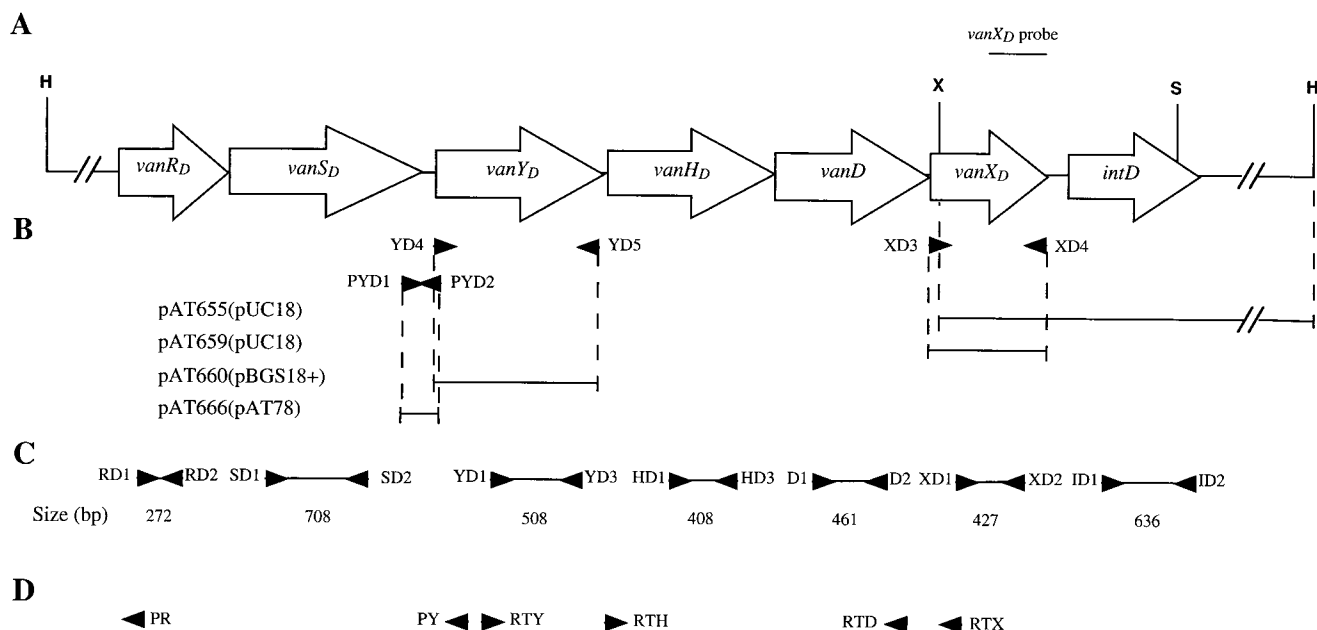 A
vanXD probe
H
X
S
H
vanRD
vanSD
vanYD
vanHD
vanD
vanXD
intD
B
YD4
YD5
XD3
XD4
PYD1
PYD2
pAT655(pUC18)
pAT659(pUC18)
pAT660(pBGS18+)
pAT666(pAT78)
C
RD1 RD2 SD1 SD2 YD1 YD3 HD1 HD3 D1 D2 XD1 XD2 ID1 ID2
Size (bp) 272 708 508 408 461 427 636
D
PR PY RTY RTH RTD RTX